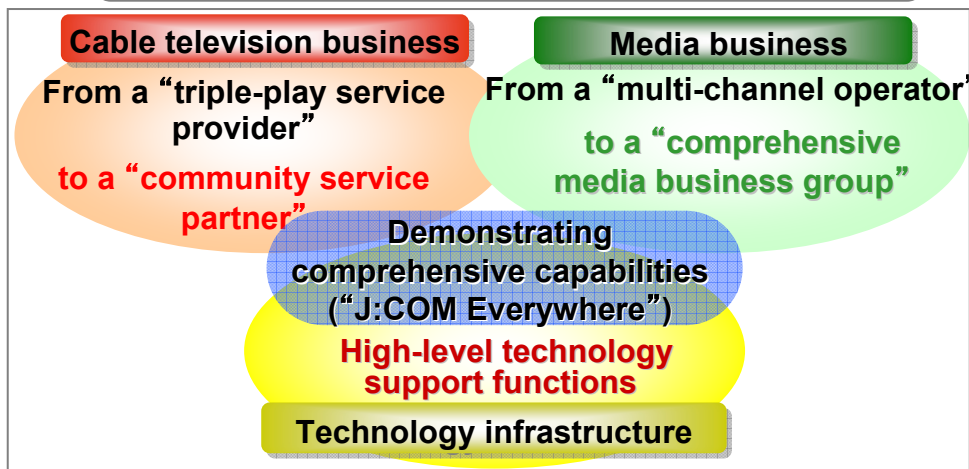 Cable television business
From a “triple-play service
provider”
to a “community service
partner”
Media business
From a “multi-channel operator”
to a “comprehensive
media business group”
Demonstrating
comprehensive capabilities
(“J:COM Everywhere”)
High-level technology
support functions
Technology infrastructure